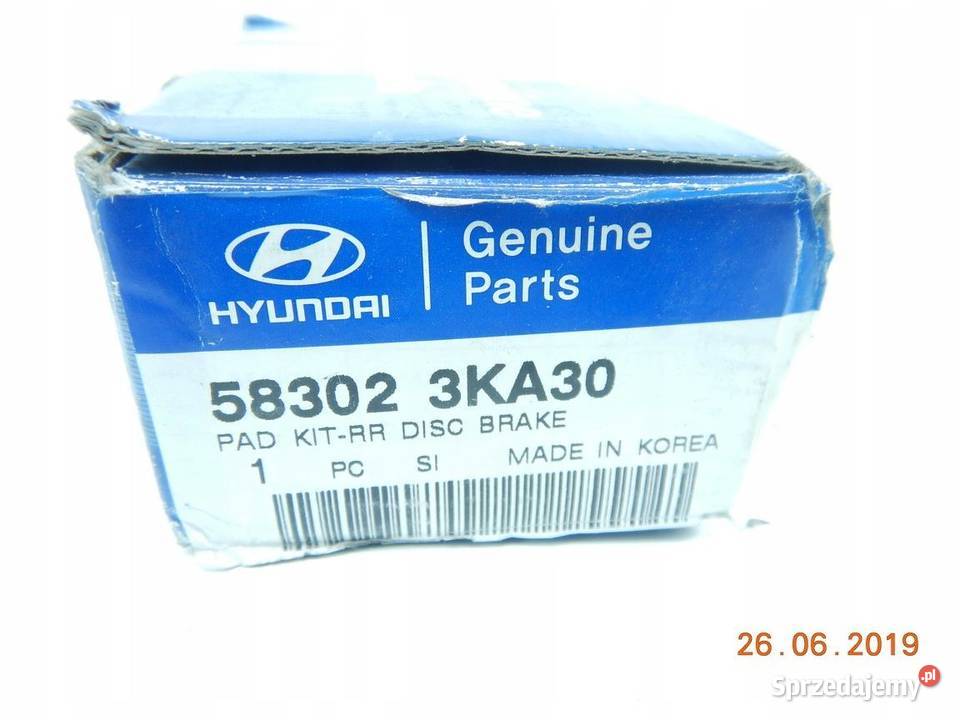 HYUNDAI
Genuine
Parts
58302 3KA30
PAD KIT-RR DISC BRAKE
1 PC SI MADE IN KOREA
26.06.2019
Sprzedajemy.pl